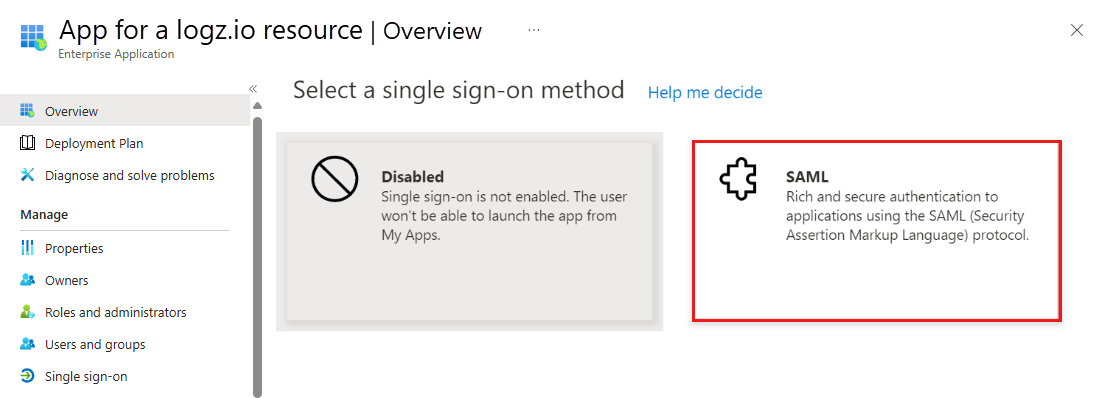 App for a logz.io resource | Overview ...
Enterprise Application
«
Overview
Deployment Plan
Diagnose and solve problems
Manage
Properties
Owners
Roles and administrators
Users and groups
Single sign-on
Select a single sign-on method Help me decide
Disabled
Single sign-on is not enabled. The user
won't be able to launch the app from
My Apps.
SAML
Rich and secure authentication to
applications using the SAML (Security
Assertion Markup Language) protocol.